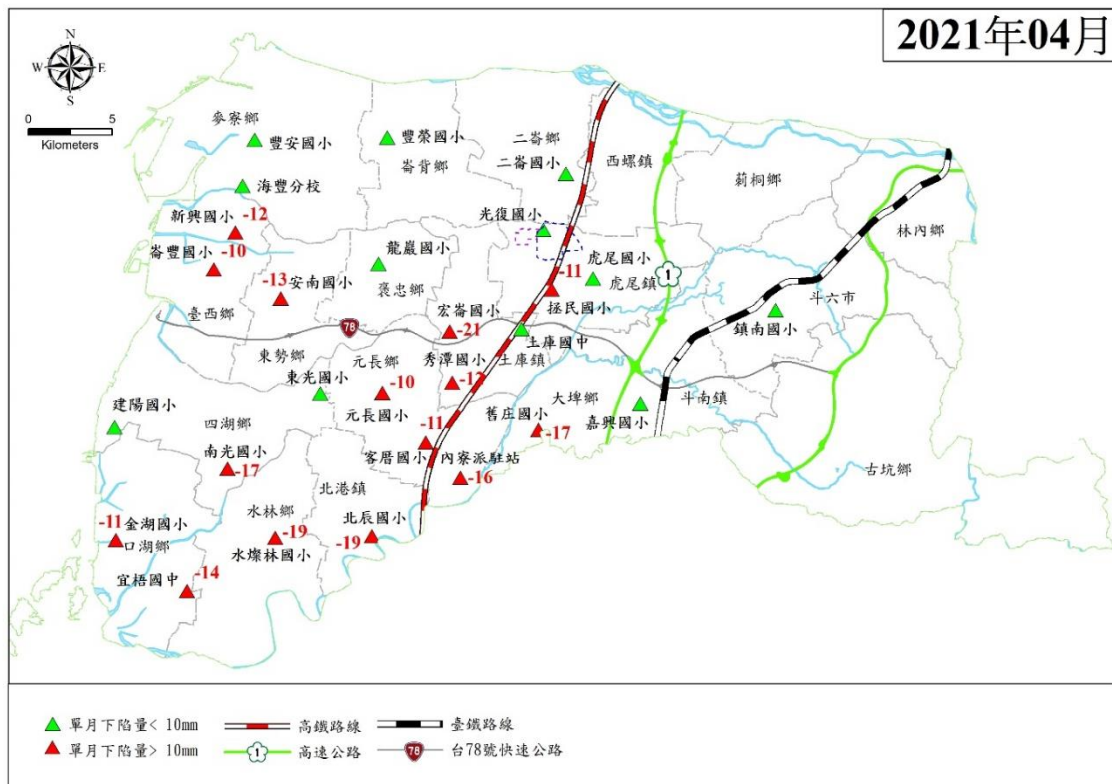 2021年04月
N
W E
S
0 5
Kilometers
麥寮鄉
豐安國小
豐榮國小
崙背鄉
二崙鄉
二崙國小
西螺鎮
莿桐鄉
海豐分校
林內鄉
新興國小
-12
光復國小
崙豐國小
-10
龍巖國小
褒忠鄉
-11
虎尾國小
虎尾鎮
1
-13
安南國小
拯民國小
斗六市
鎮南國小
臺西鄉
78
宏崙國小
-21
土庫國中
東勢鄉
元長鄉
秀潭國小
土庫鎮
-12
東光國小
-10
元長國小
大埤鄉
斗南鎮
建陽國小
四湖鄉
舊庄國小
-17
嘉興國小
-11
客厝國小
內寮派駐站
南光國小
-17
-16
古坑鄉
北港鎮
水林鄉
北辰國小
-11
金湖國小
-19
-19
口湖鄉
水燦林國小
宜梧國中
-14
單月下陷量< 10mm
高鐵路線
臺鐵路線
單月下陷量> 10mm
1
高速公路
78
台78號快速公路